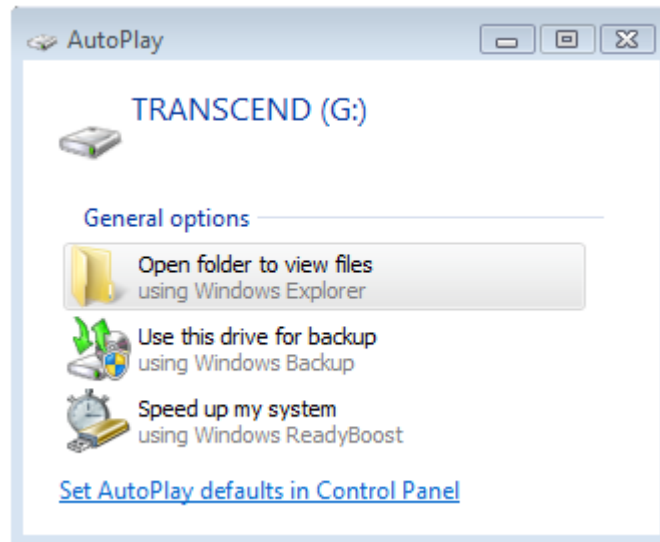 AutoPlay
TRANSCEND (G:)
General options
Open folder to view files
using Windows Explorer
Use this drive for backup
using Windows Backup
Speed up my system
using Windows ReadyBoost
Set AutoPlay defaults in Control Panel